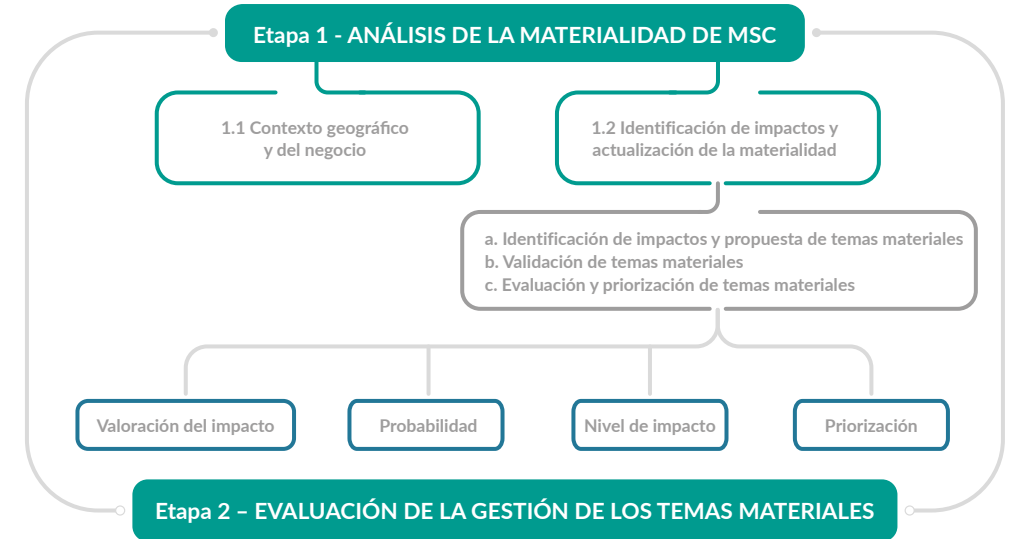 Etapa 1 - ANÁLISIS DE LA MATERIALIDAD DE MSC
1.1 Contexto geográfico
y del negocio
1.2 Identificación de impactos y
actualización de la materialidad
a. Identificación de impactos y propuesta de temas materiales
b. Validación de temas materiales
c. Evaluación y priorización de temas materiales
Valoración del impacto
Probabilidad
Nivel de impacto
Priorización
Etapa 2 – EVALUACIÓN DE LA GESTIÓN DE LOS TEMAS MATERIALES